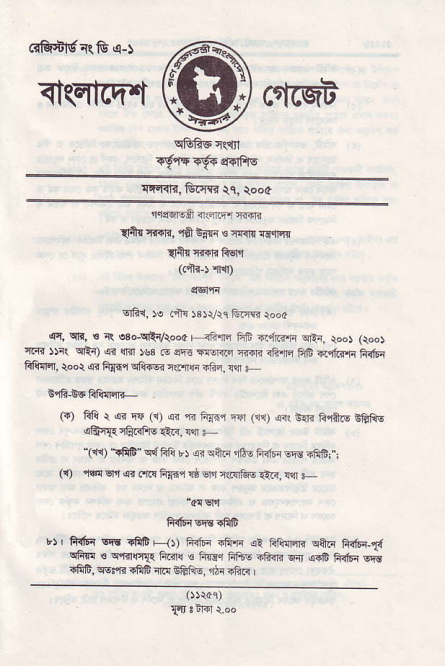 রেজিস্টার্ড নং ডি এ-১
গণপ্রজাতন্ত্রী বাংলাদেশ
সরকার
বাংলাদেশ গেজেট
অতিরিক্ত সংখ্যা
কর্তৃপক্ষ কর্তৃক প্রকাশিত
মঙ্গলবার, ডিসেম্বর ২৭, ২০০৫
গণপ্রজাতন্ত্রী বাংলাদেশ সরকার
স্থানীয় সরকার, পল্লী উন্নয়ন ও সমবায় মন্ত্রণালয়
স্থানীয় সরকার বিভাগ
(পৌর-১ শাখা)
প্রজ্ঞাপন
তারিখ, ১৩ পৌষ ১৪১২/২৭ ডিসেম্বর ২০০৫
এস, আর, ও নং ৩৪০-আইন/২০০৫।—বরিশাল সিটি কর্পোরেশন আইন, ২০০১ (২০০১
সনের ১১নং আইন) এর ধারা ১৬৪ তে প্রদত্ত ক্ষমতাবলে সরকার বরিশাল সিটি কর্পোরেশন নির্বাচন
বিধিমালা, ২০০২ এর নিম্নরূপ অধিকতর সংশোধন করিল, যথা ঃ—
উপরি-উক্ত বিধিমালার—
(ক) বিধি ২ এর দফ (খ) এর পর নিম্নরূপ দফা (খখ) এবং উহার বিপরীতে উল্লিখিত
এন্ট্রিসমূহ সন্নিবেশিত হইবে, যথা ঃ—
"(খখ) "কমিটি" অর্থ বিধি ৮১ এর অধীনে গঠিত নির্বাচন তদন্ত কমিটি;";
(খ) পঞ্চম ভাগ এর শেষে নিম্নরূপ ষষ্ঠ ভাগ সংযোজিত হইবে, যথা ঃ—
"৫ম ভাগ
নির্বাচন তদন্ত কমিটি
৮১। নির্বাচন তদন্ত কমিটি।—(১) নির্বাচন কমিশন এই বিধিমালার অধীনে নির্বাচন-পূর্ব
অনিয়ম ও অপরাধসমূহ নিরোধ ও নিয়ন্ত্রণ নিশ্চিত করিবার জন্য একটি নির্বাচন তদন্ত
কমিটি, অতঃপর কমিটি নামে উল্লিখিত, গঠন করিবে।
(১১২৫৭)
মূল্য ঃ টাকা ২.০০